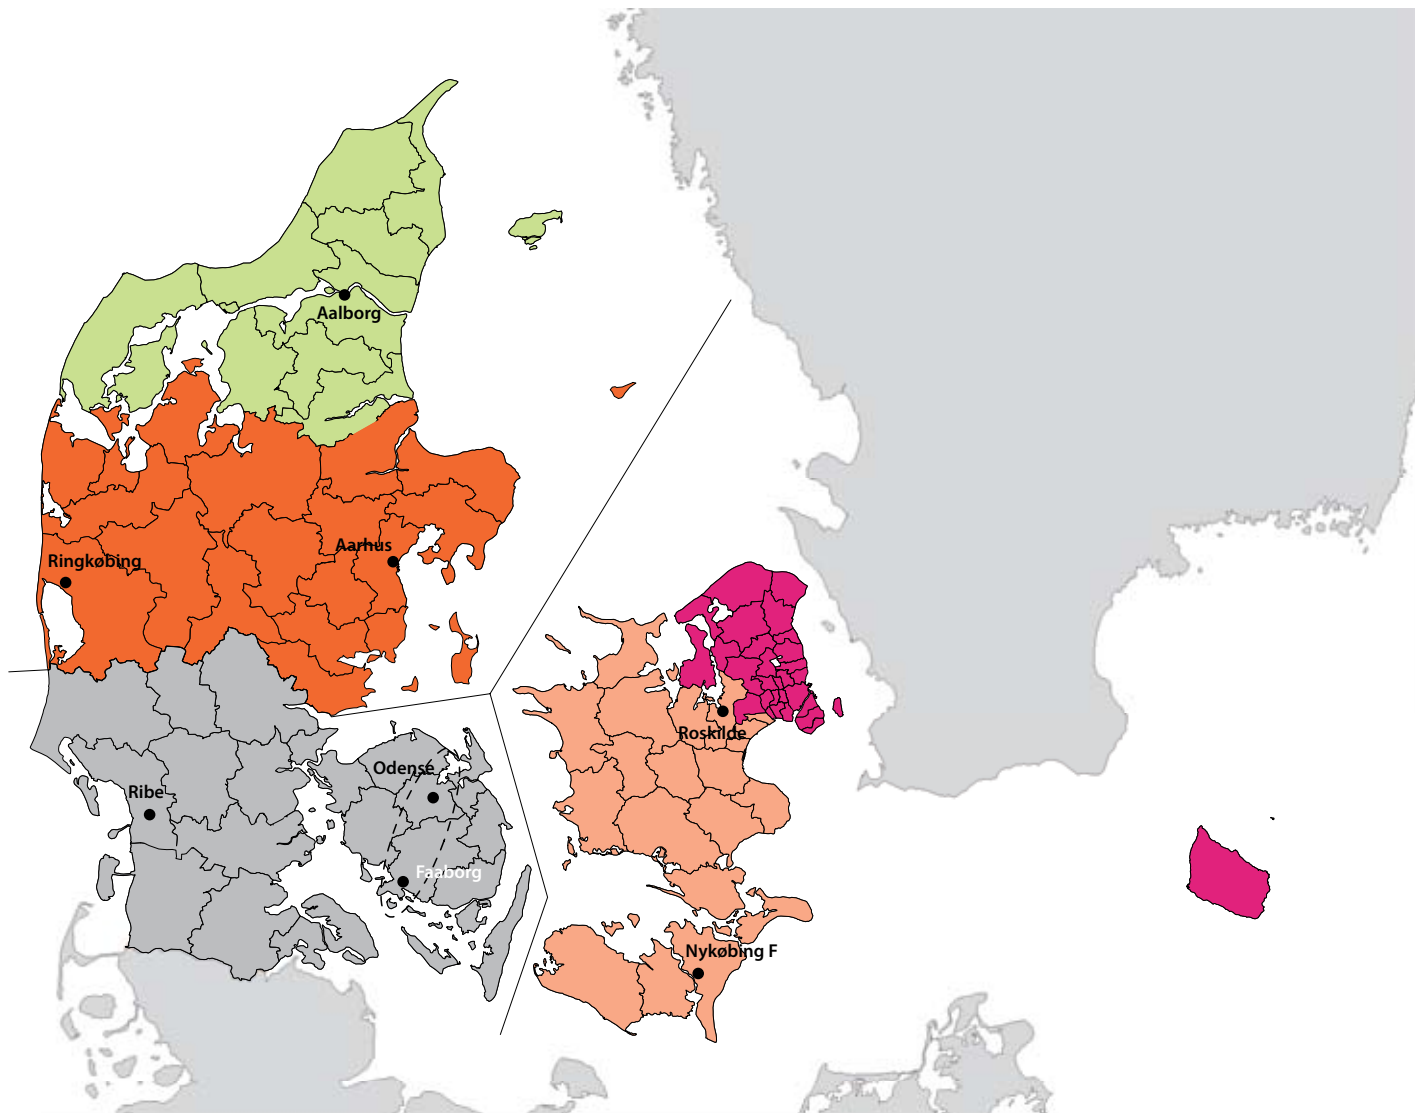 Aalborg
Aarhus
Ringkøbing
Roskilde
Odense
Ribe
Faaborg
Nykøbing F